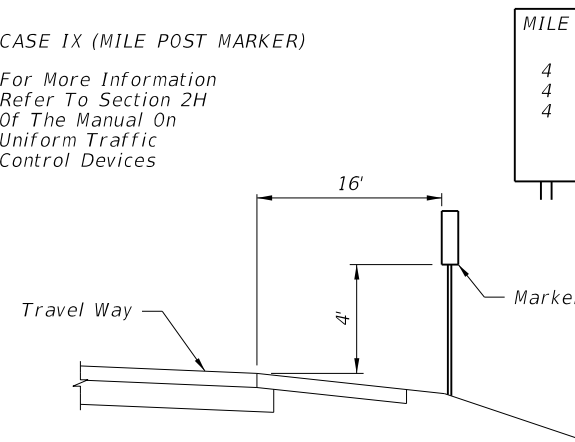 CASE IX (MILE POST MARKER)
For More Information
Refer To Section 2H
Of The Manual On
Uniform Traffic
Control Devices
MILE
4
4
4
16'
4'
Travel Way
Marker